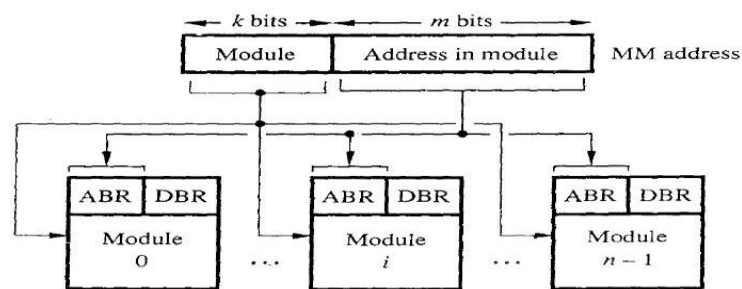 k bits m bits
Module Address in module MM address
ABR DBR ABR DBR ABR DBR
Module Module Module
0 ... i ... n − 1